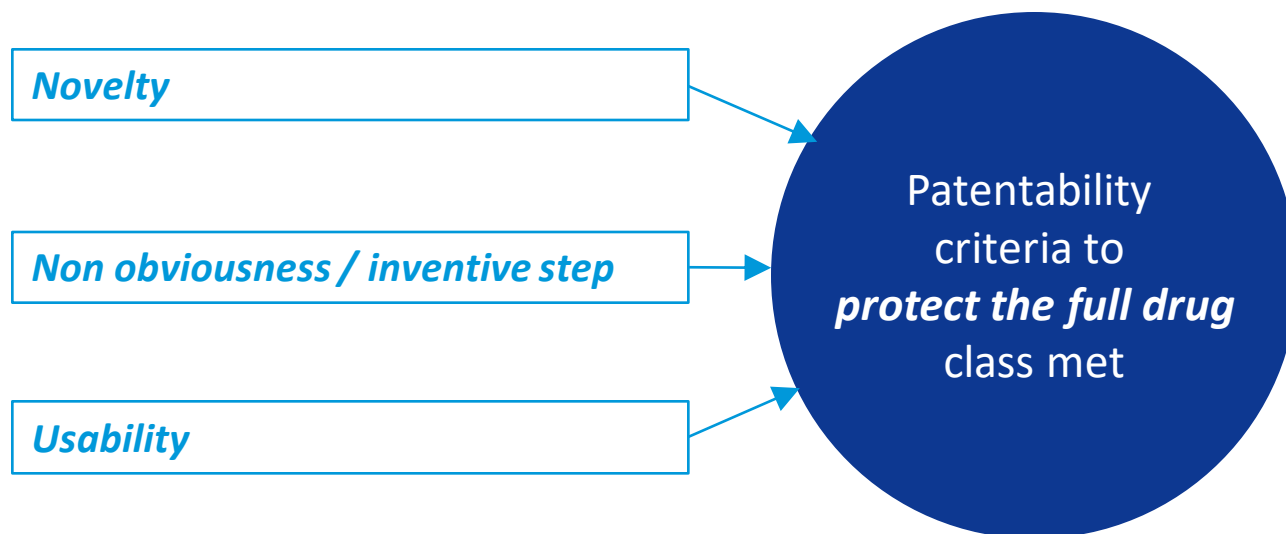 Novelty
Non obviousness / inventive step
Usability
Patentability
criteria to
protect the full drug
class met